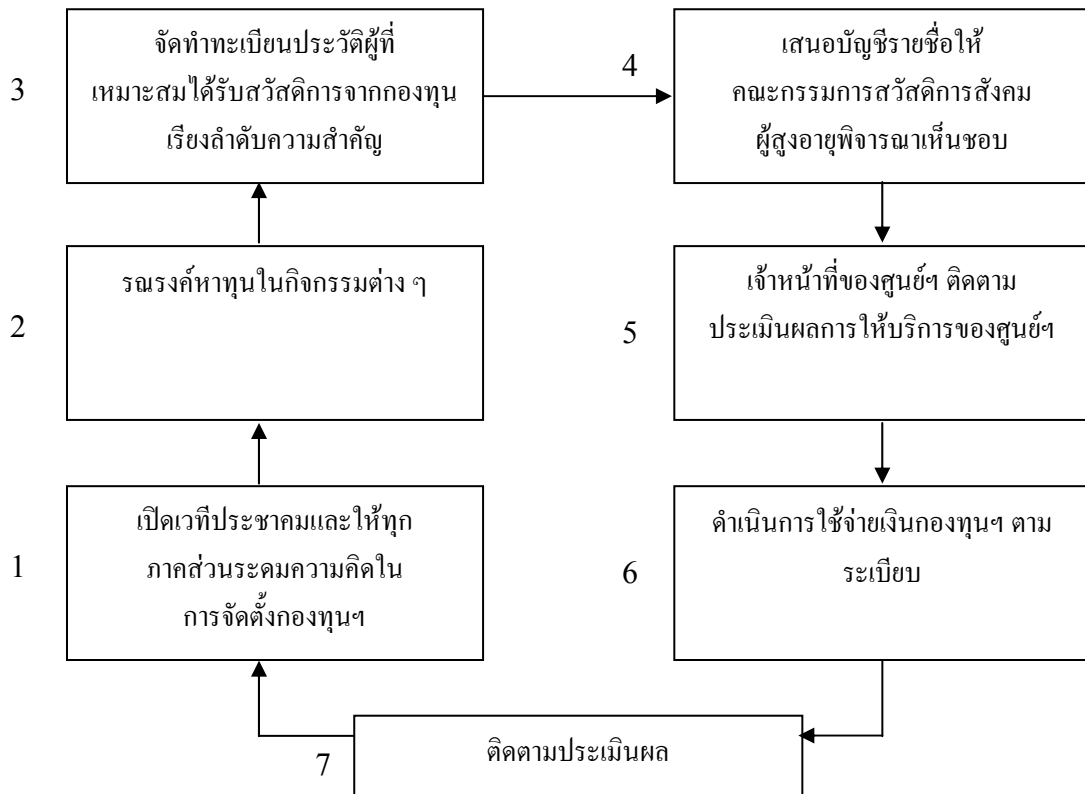 3
จัดทำทะเบียนประวัติผู้ที่
เหมาะสมได้รับสวัสดิการจากกองทุน
เรียงลำดับความสำคัญ
4
เสนอบัญชีรายชื่อให้
คณะกรรมการสวัสดิการสังคม
ผู้สูงอายุพิจารณาเห็นชอบ
2
รณรงค์หาทุนในกิจกรรมต่าง ๆ
5
เจ้าหน้าที่ของศูนย์ฯ ติดตาม
ประเมินผลการให้บริการของศูนย์ฯ
1
เปิดเวทีประชาคมและให้ทุก
ภาคส่วนระดมความคิดใน
การจัดตั้งกองทุนฯ
6
ดำเนินการใช้จ่ายเงินกองทุนฯ ตาม
ระเบียบ
7
ติดตามประเมินผล